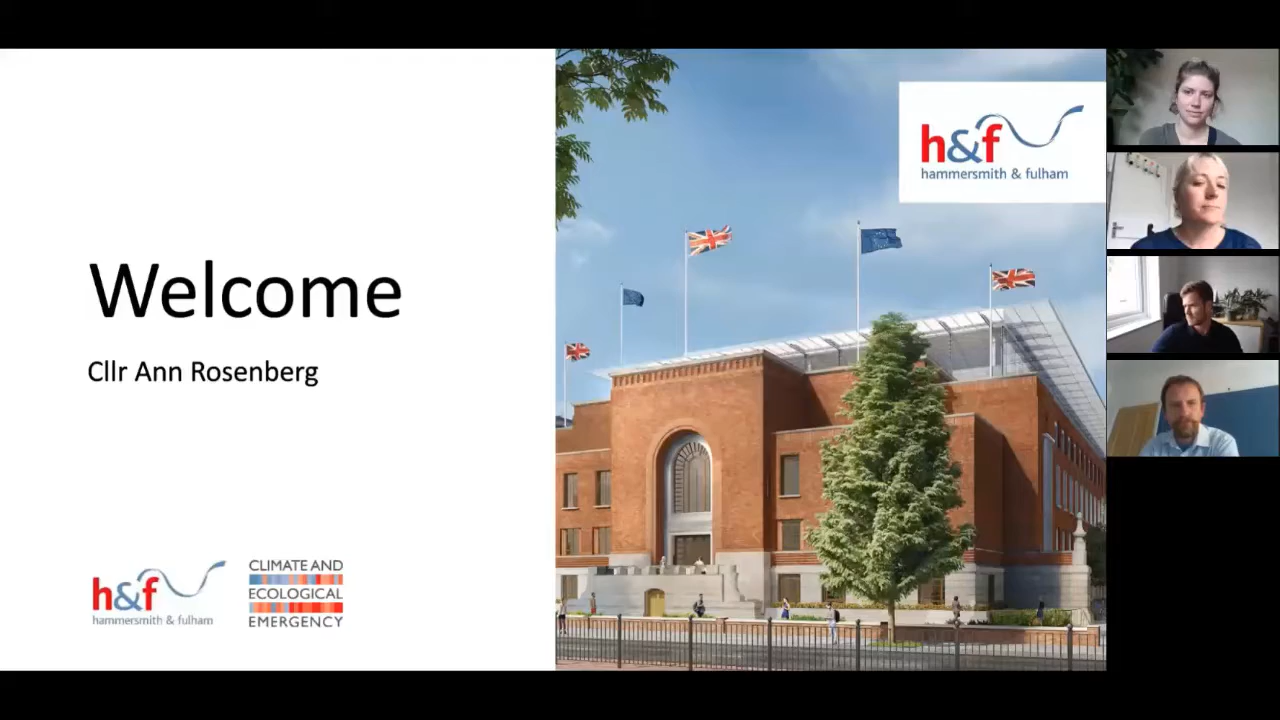 Welcome
Cllr Ann Rosenberg
h&f
hammersmith & fulham
CLIMATE AND
ECOLOGICAL
EMERGENCY
h&f
hammersmith & fulham